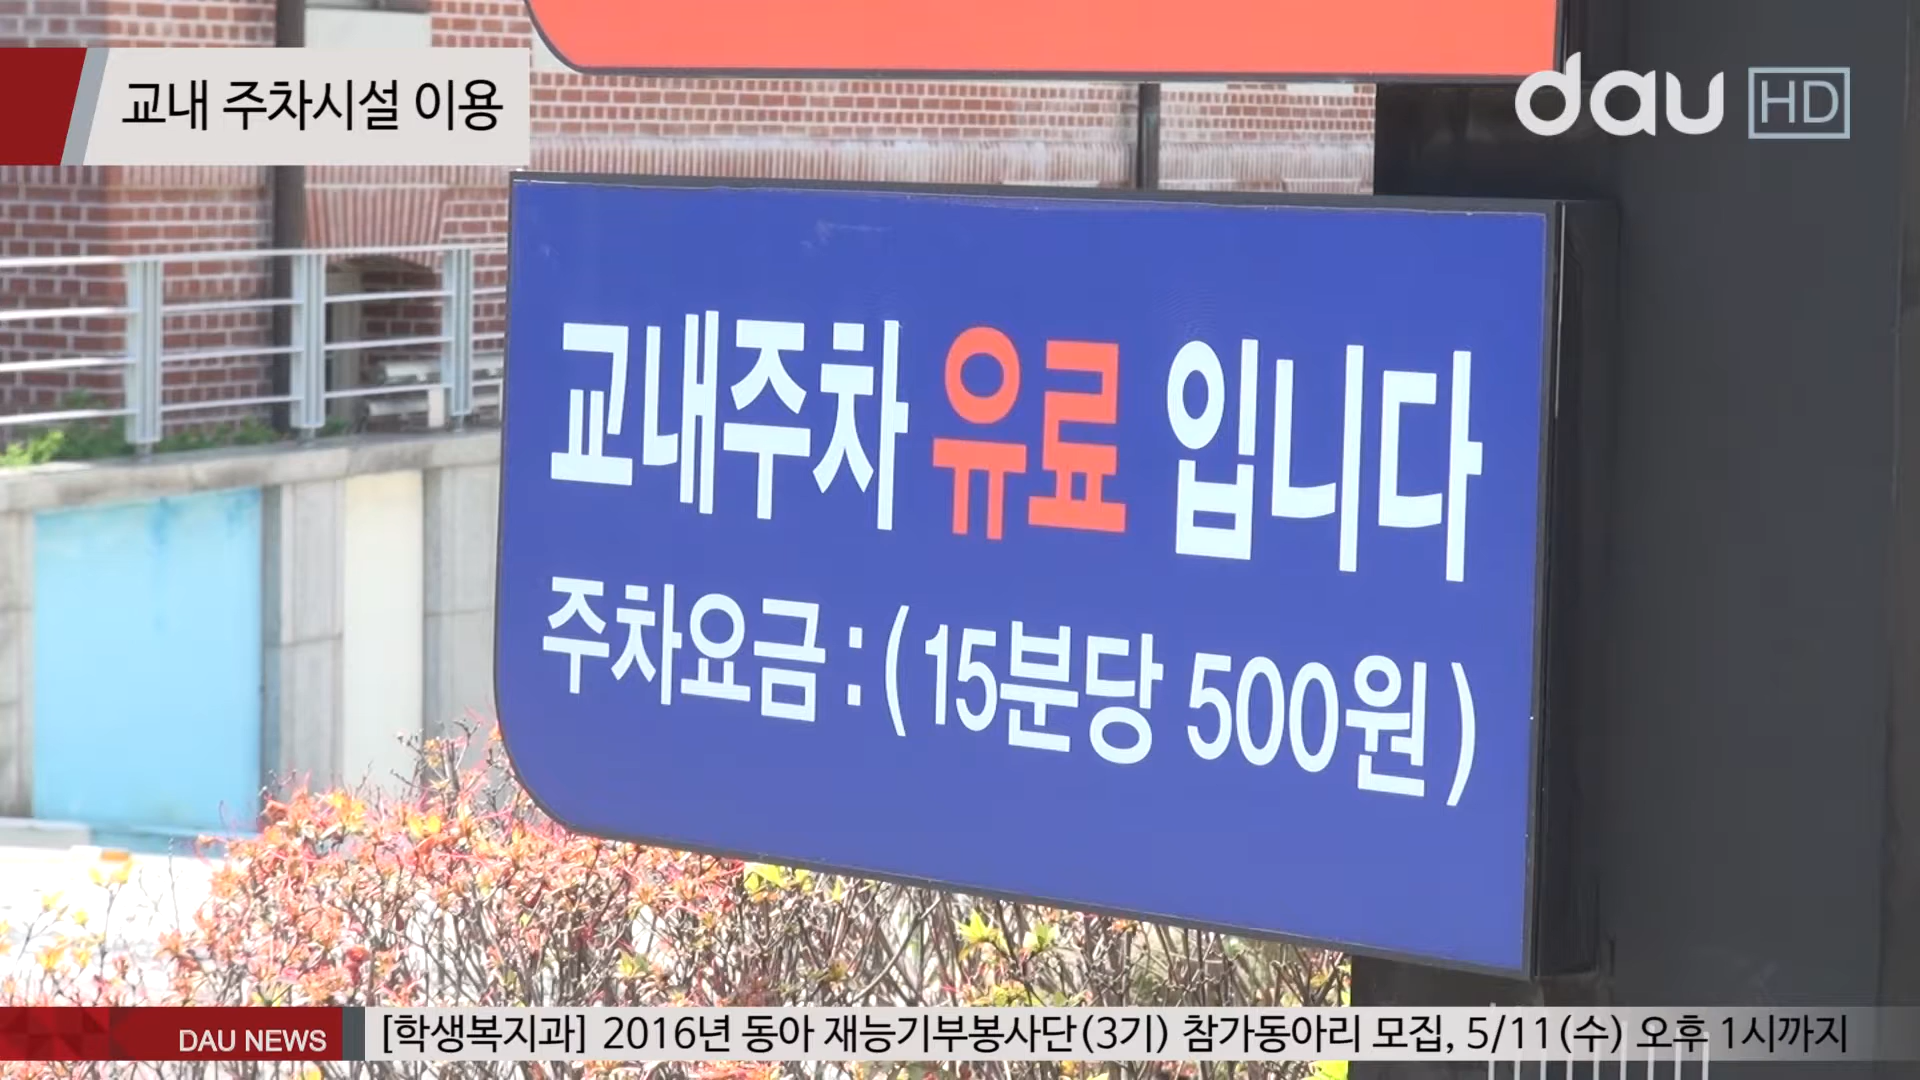 교내 주차시설 이용
dau HD
교내주차 유료 입니다
주차요금 : ( 15분당 500원 )
DAU NEWS
[학생복지과] 2016년 동아 재능기부봉사단(3기) 참가동아리 모집, 5/11(수) 오후 1시까지